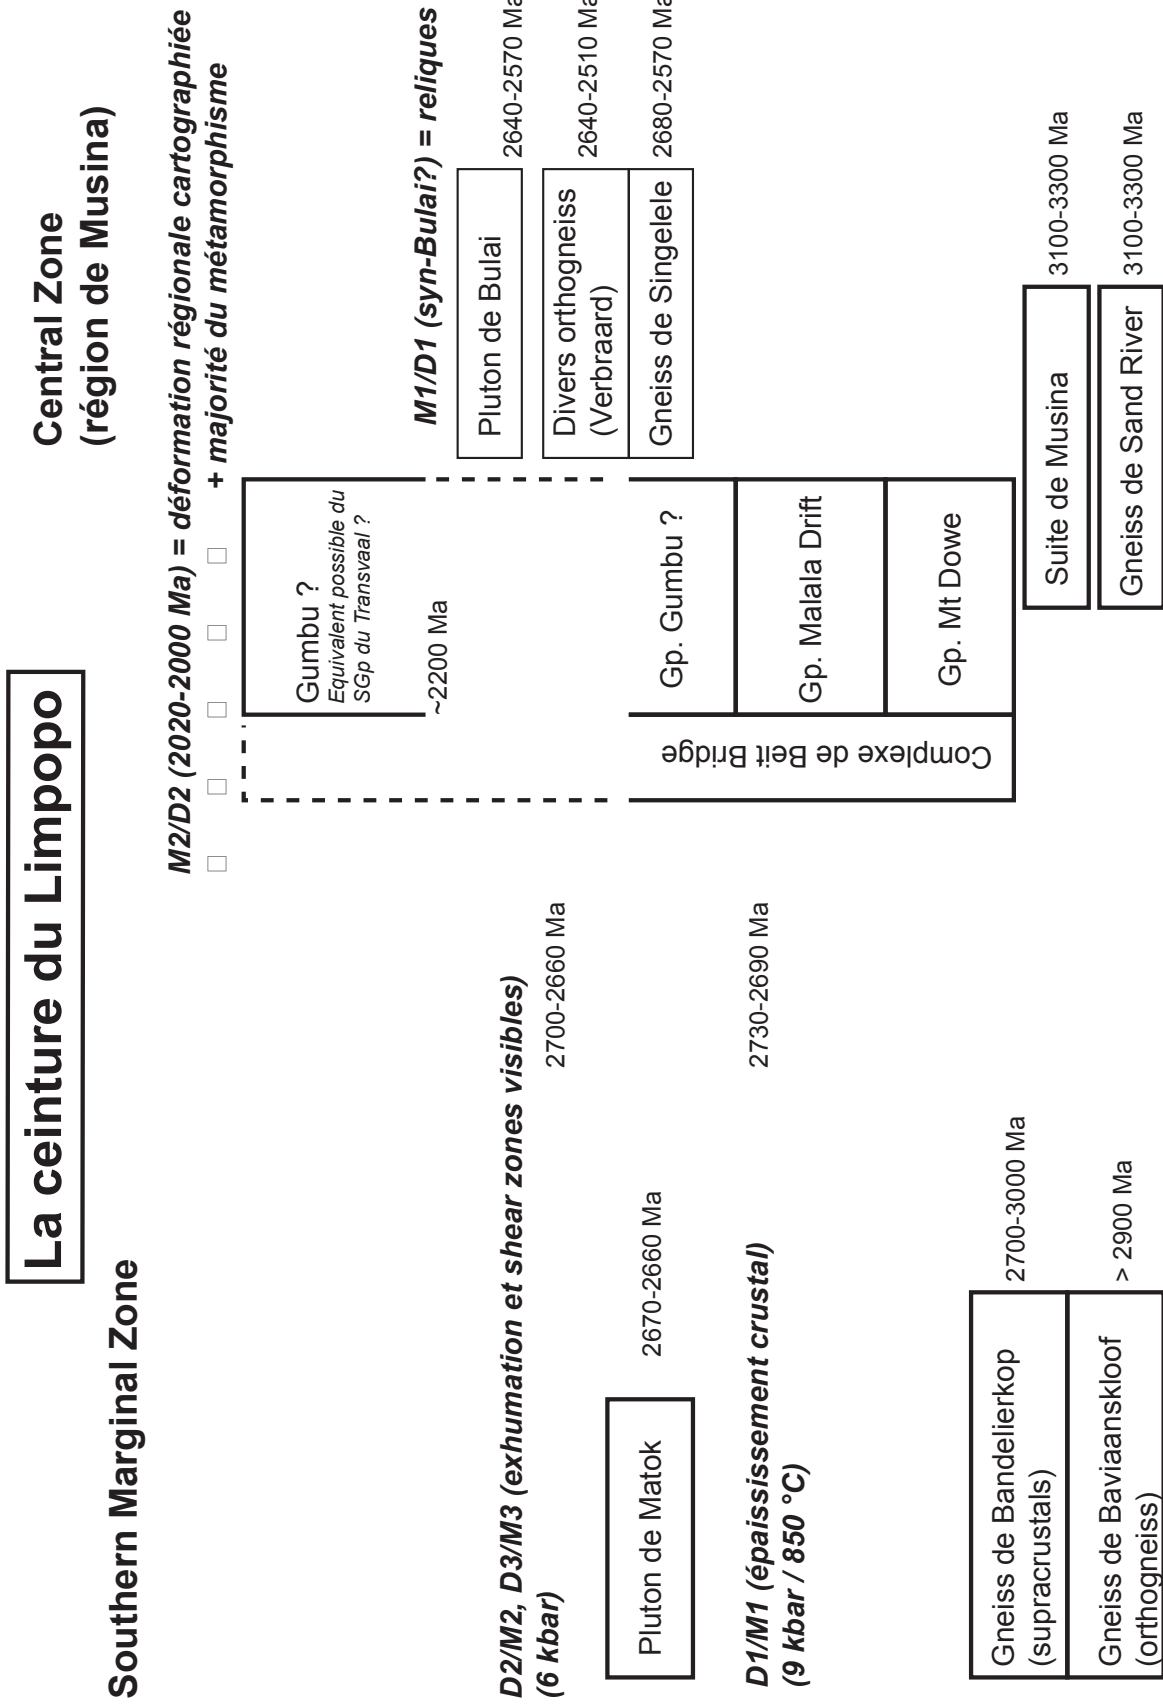 La ceinture du Limpopo
Southern Marginal Zone
D2/M2, D3/M3 (exhumation et shear zones visibles)
(6 kbar)
2700-2660 Ma
Pluton de Matok
2670-2660 Ma
D1/M1 (épaississement crustal)
(9 kbar / 850 °C)
2730-2690 Ma
Gneiss de Bandelierkop
(supracrustals)
2700-3000 Ma
Gneiss de Baviaanskloof
(orthogneiss)
> 2900 Ma
Central Zone
(région de Musina)
M2/D2 (2020-2000 Ma) = déformation régionale cartographiée
+ majorité du métamorphisme
Gumbu ?
Equivalent possible du
SGp du Transvaal ?
~2200 Ma
M1/D1 (syn-Bulai?) = reliques
Pluton de Bulai
2640-2570 Ma
Divers orthogneiss
(Verbraard)
2640-2510 Ma
Gneiss de Singelele
2680-2570 Ma
Complexe de Beit Bridge
Gp. Gumbu ?
Gp. Malala Drift
Gp. Mt Dowe
Suite de Musina
3100-3300 Ma
Gneiss de Sand River
3100-3300 Ma